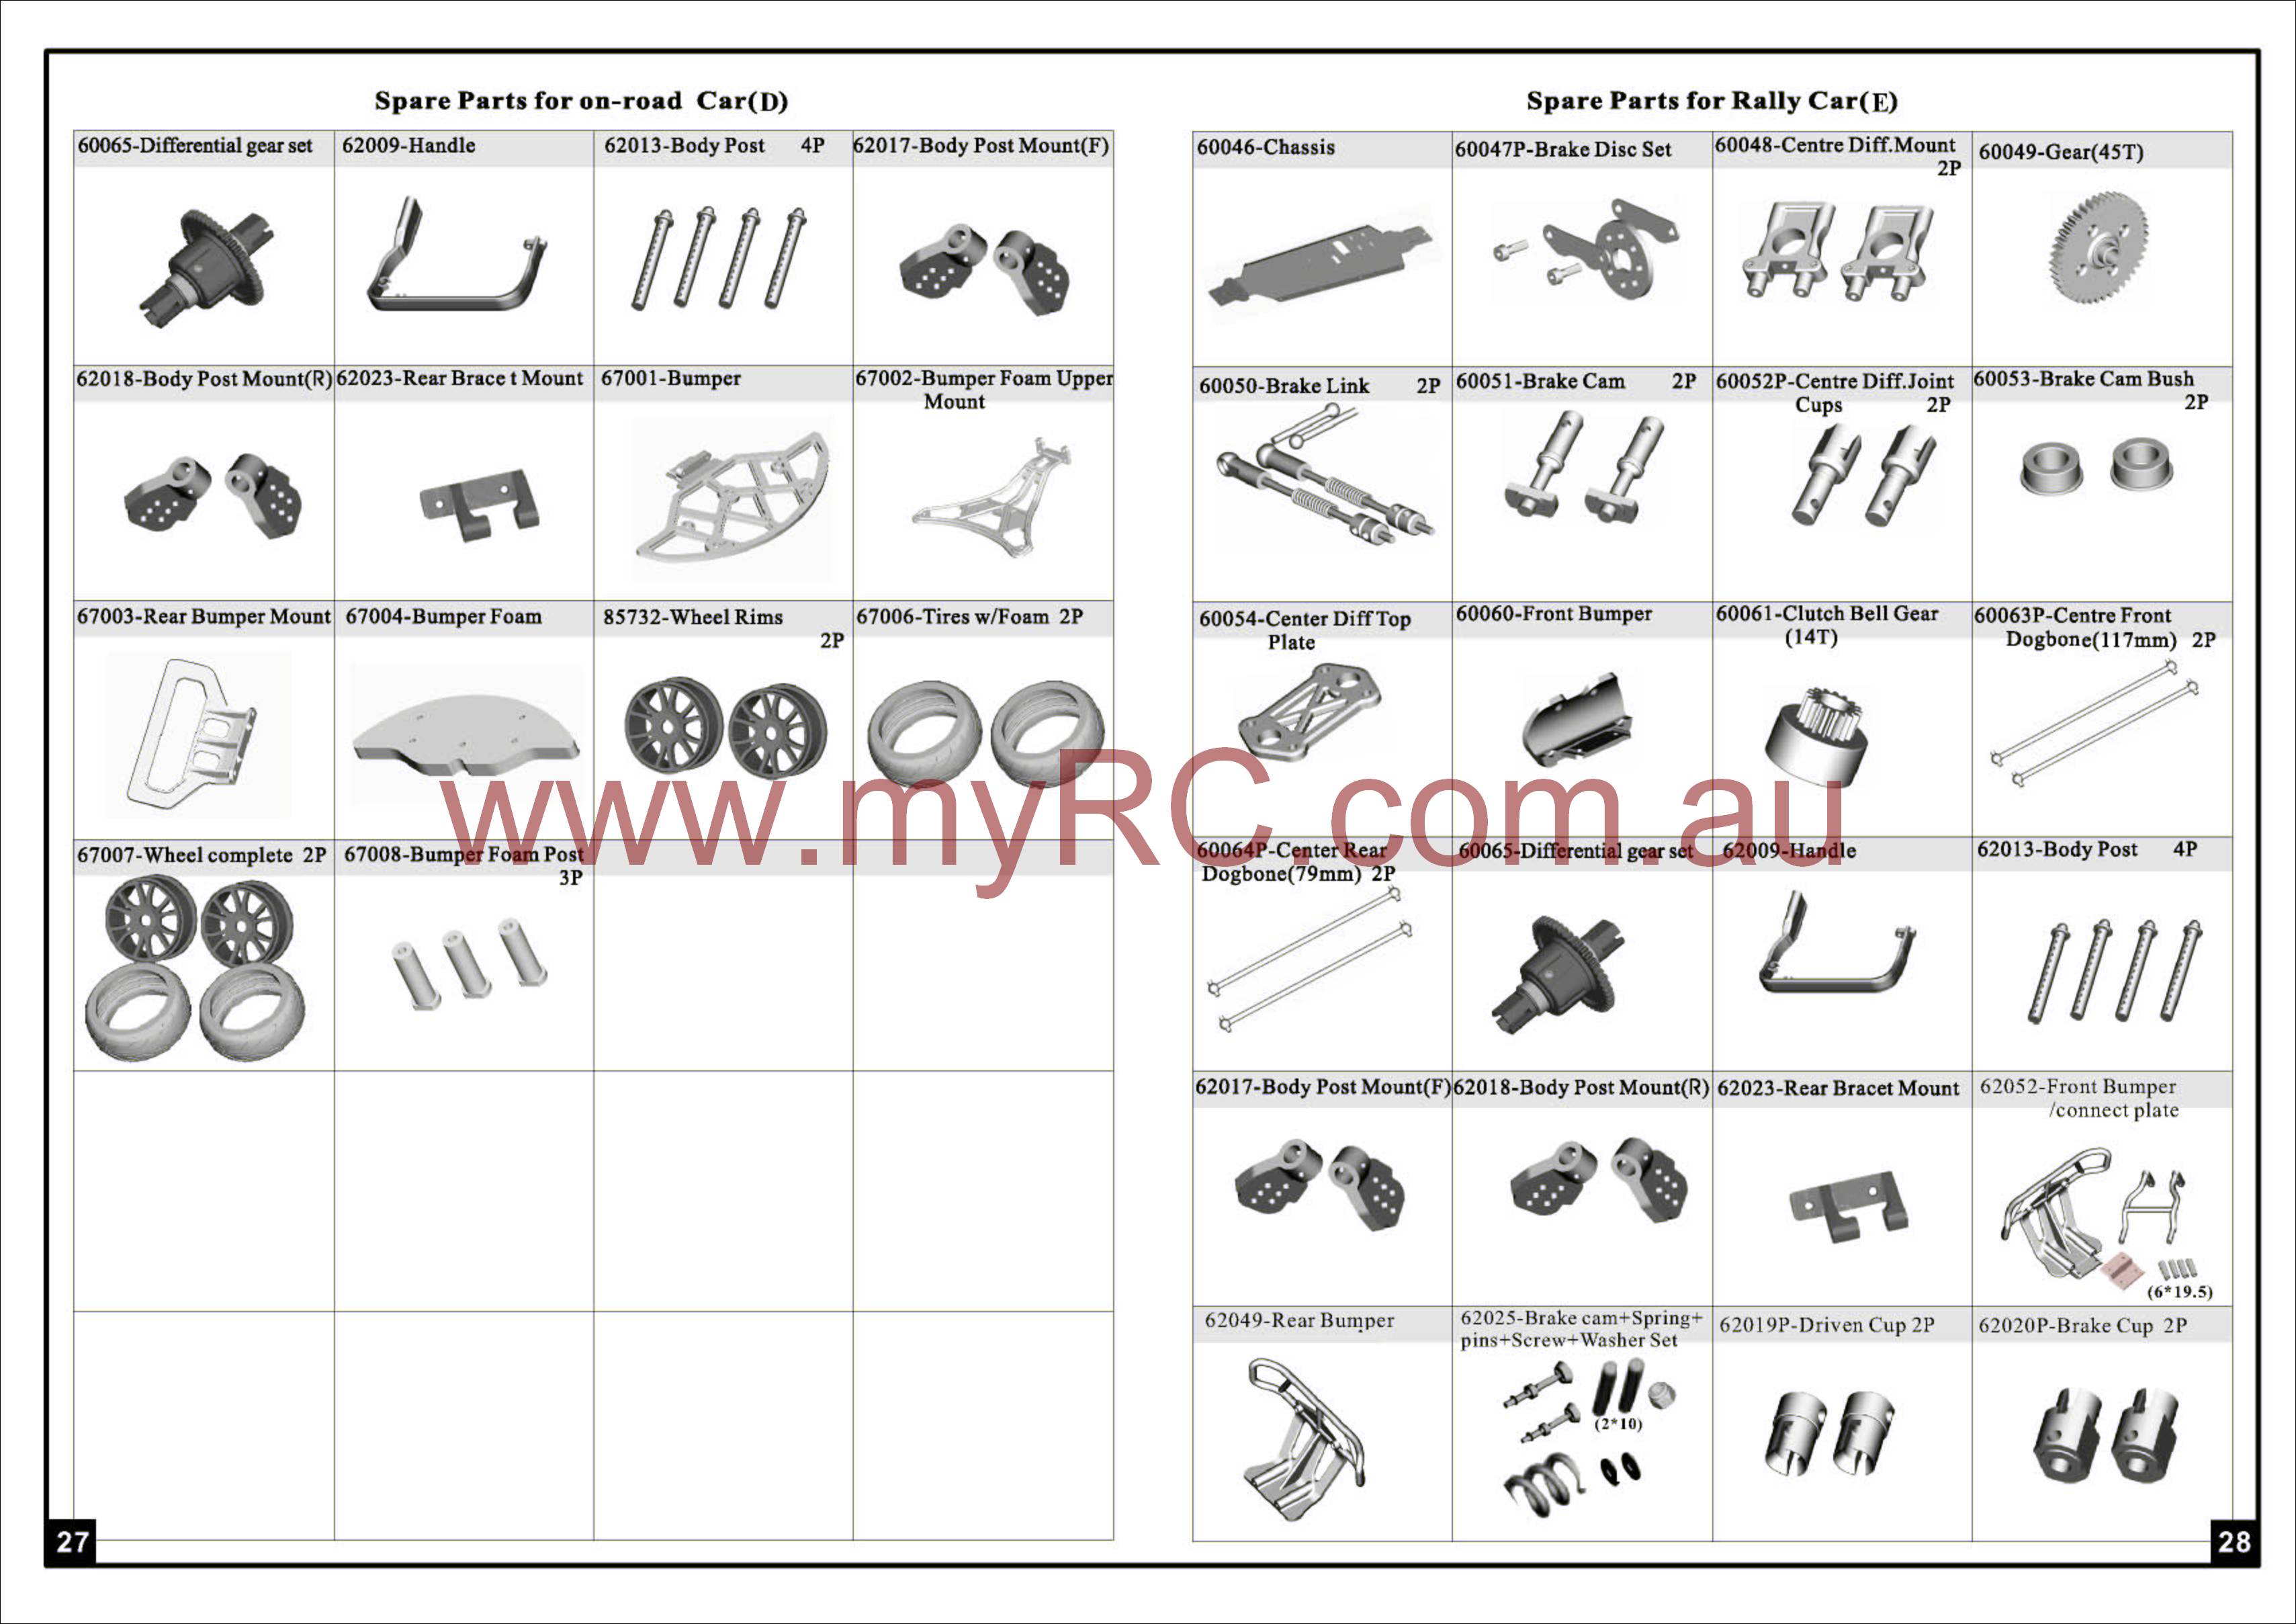 Spare Parts for on-road Car(D)
60065-Differential gear set
62009-Handle
62013-Body Post 4P
62017-Body Post Mount(F)
62018-Body Post Mount(R)
62023-Rear Brace t Mount
67001-Bumper
67002-Bumper Foam Upper
Mount
67003-Rear Bumper Mount
67004-Bumper Foam
85732-Wheel Rims
2P
67006-Tires w/Foam 2P
67007-Wheel complete 2P
67008-Bumper Foam Post
3P
27
Spare Parts for Rally Car(E)
60046-Chassis
60047P-Brake Disc Set
60048-Centre Diff.Mount
2P
60049-Gear(45T)
60050-Brake Link 2P
60051-Brake Cam 2P
60052P-Centre Diff.Joint
Cups 2P
60053-Brake Cam Bush
2P
60054-Center Diff Top
Plate
60060-Front Bumper
60061-Clutch Bell Gear
(14T)
60063P-Centre Front
Dogbone(117mm) 2P
60064P-Center Rear
Dogbone(79mm) 2P
60065-Differential gear set
62009-Handle
62013-Body Post 4P
62017-Body Post Mount(F)
62018-Body Post Mount(R)
62023-Rear Bracet Mount
62052-Front Bumper
/connect plate
(6*19.5)
62049-Rear Bumper
62025-Brake cam+Spring+
pins+Screw+Washer Set
(2*10)
62019P-Driven Cup 2P
62020P-Brake Cup 2P
28
www.myRC.com.au